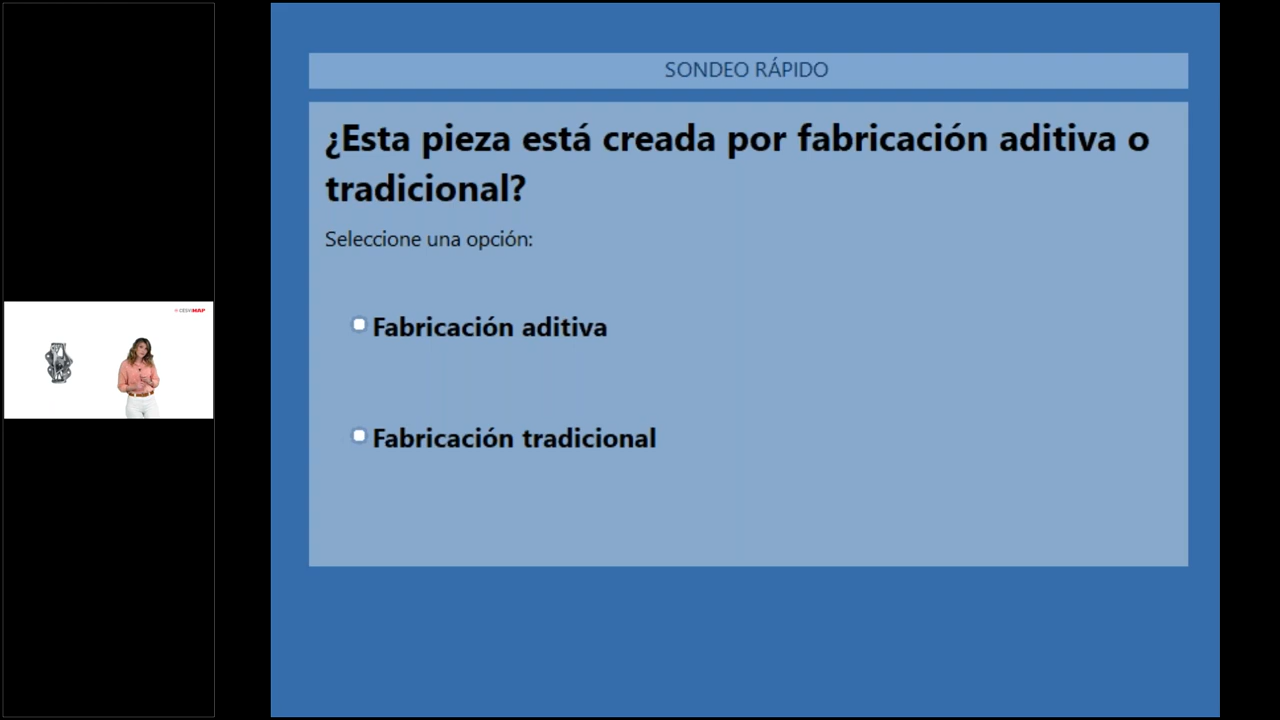 SONDEO RÁPIDO
¿Esta pieza está creada por fabricación aditiva o
tradicional?
Seleccione una opción:
Fabricación aditiva
Fabricación tradicional